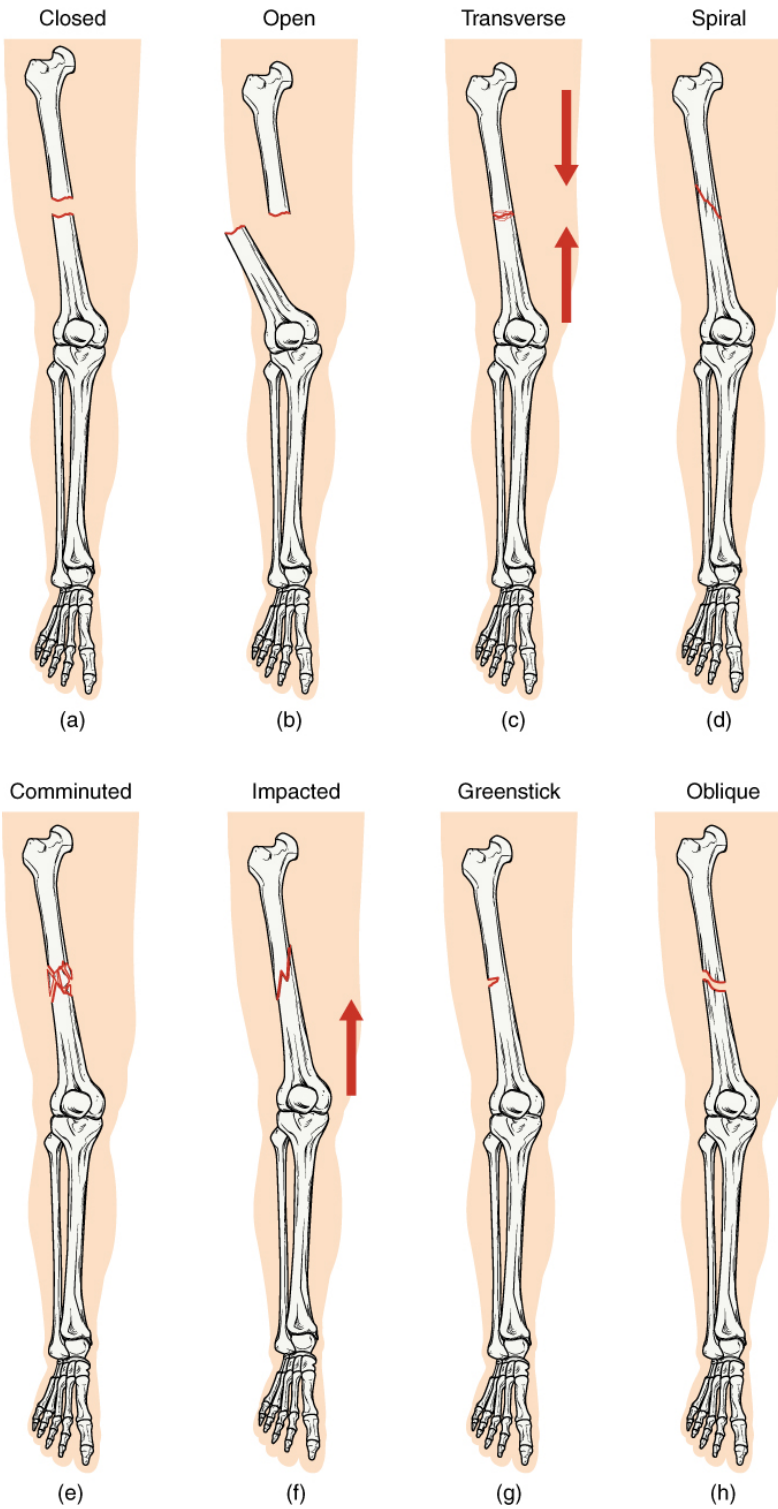 Closed
Open
Transverse
Spiral
(a)
(b)
(c)
(d)
Comminuted
Impacted
Greenstick
Oblique
(e)
(f)
(g)
(h)